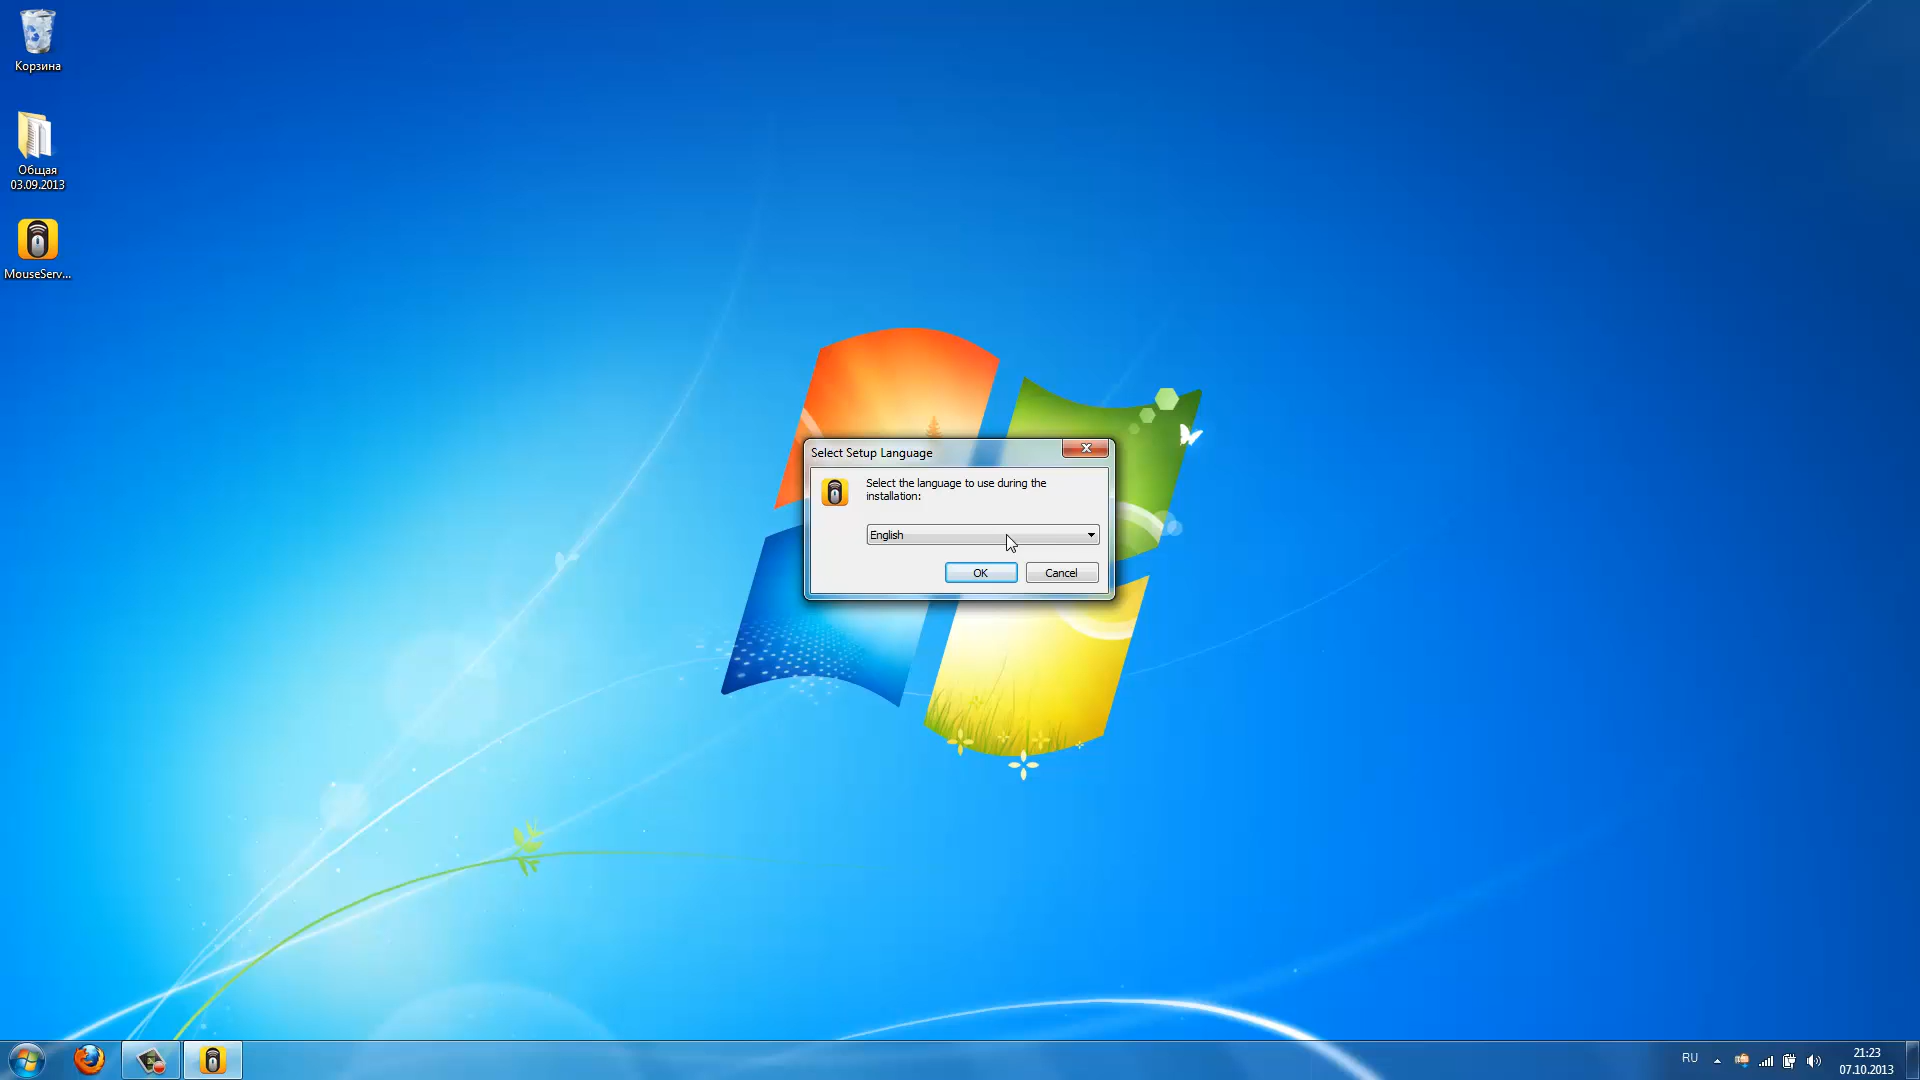 Корзина
Общая
03.09.2013
MouseServ...
Select Setup Language
Select the language to use during the
installation:
English
OK
Cancel
RU
21:23
07.10.2013